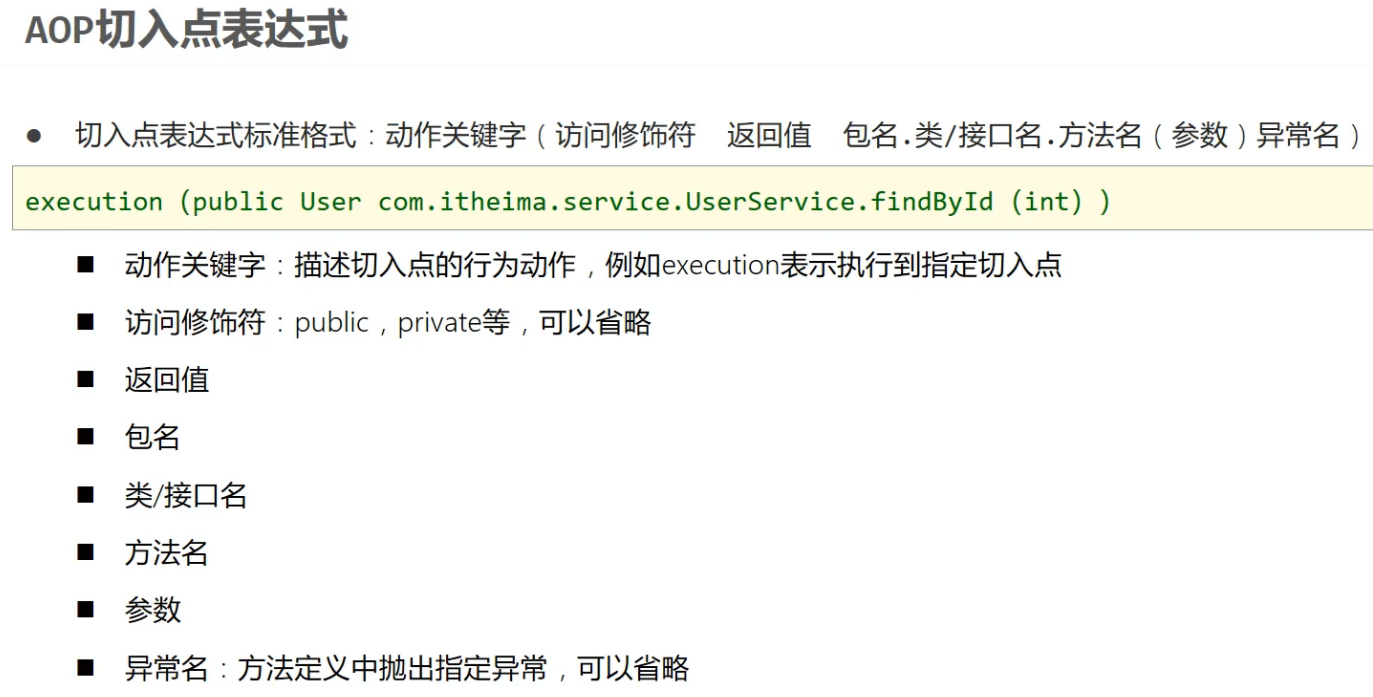 AOP切入点表达式
● 切入点表达式标准格式：动作关键字（访问修饰符 返回值 包名.类/接口名.方法名（参数）异常名）
execution (public User com.itheima.service.UserService.findById (int) )
■ 动作关键字：描述切入点的行为动作，例如execution表示执行到指定切入点
■ 访问修饰符：public，private等，可以省略
■ 返回值
■ 包名
■ 类/接口名
■ 方法名
■ 参数
■ 异常名：方法定义中抛出指定异常，可以省略